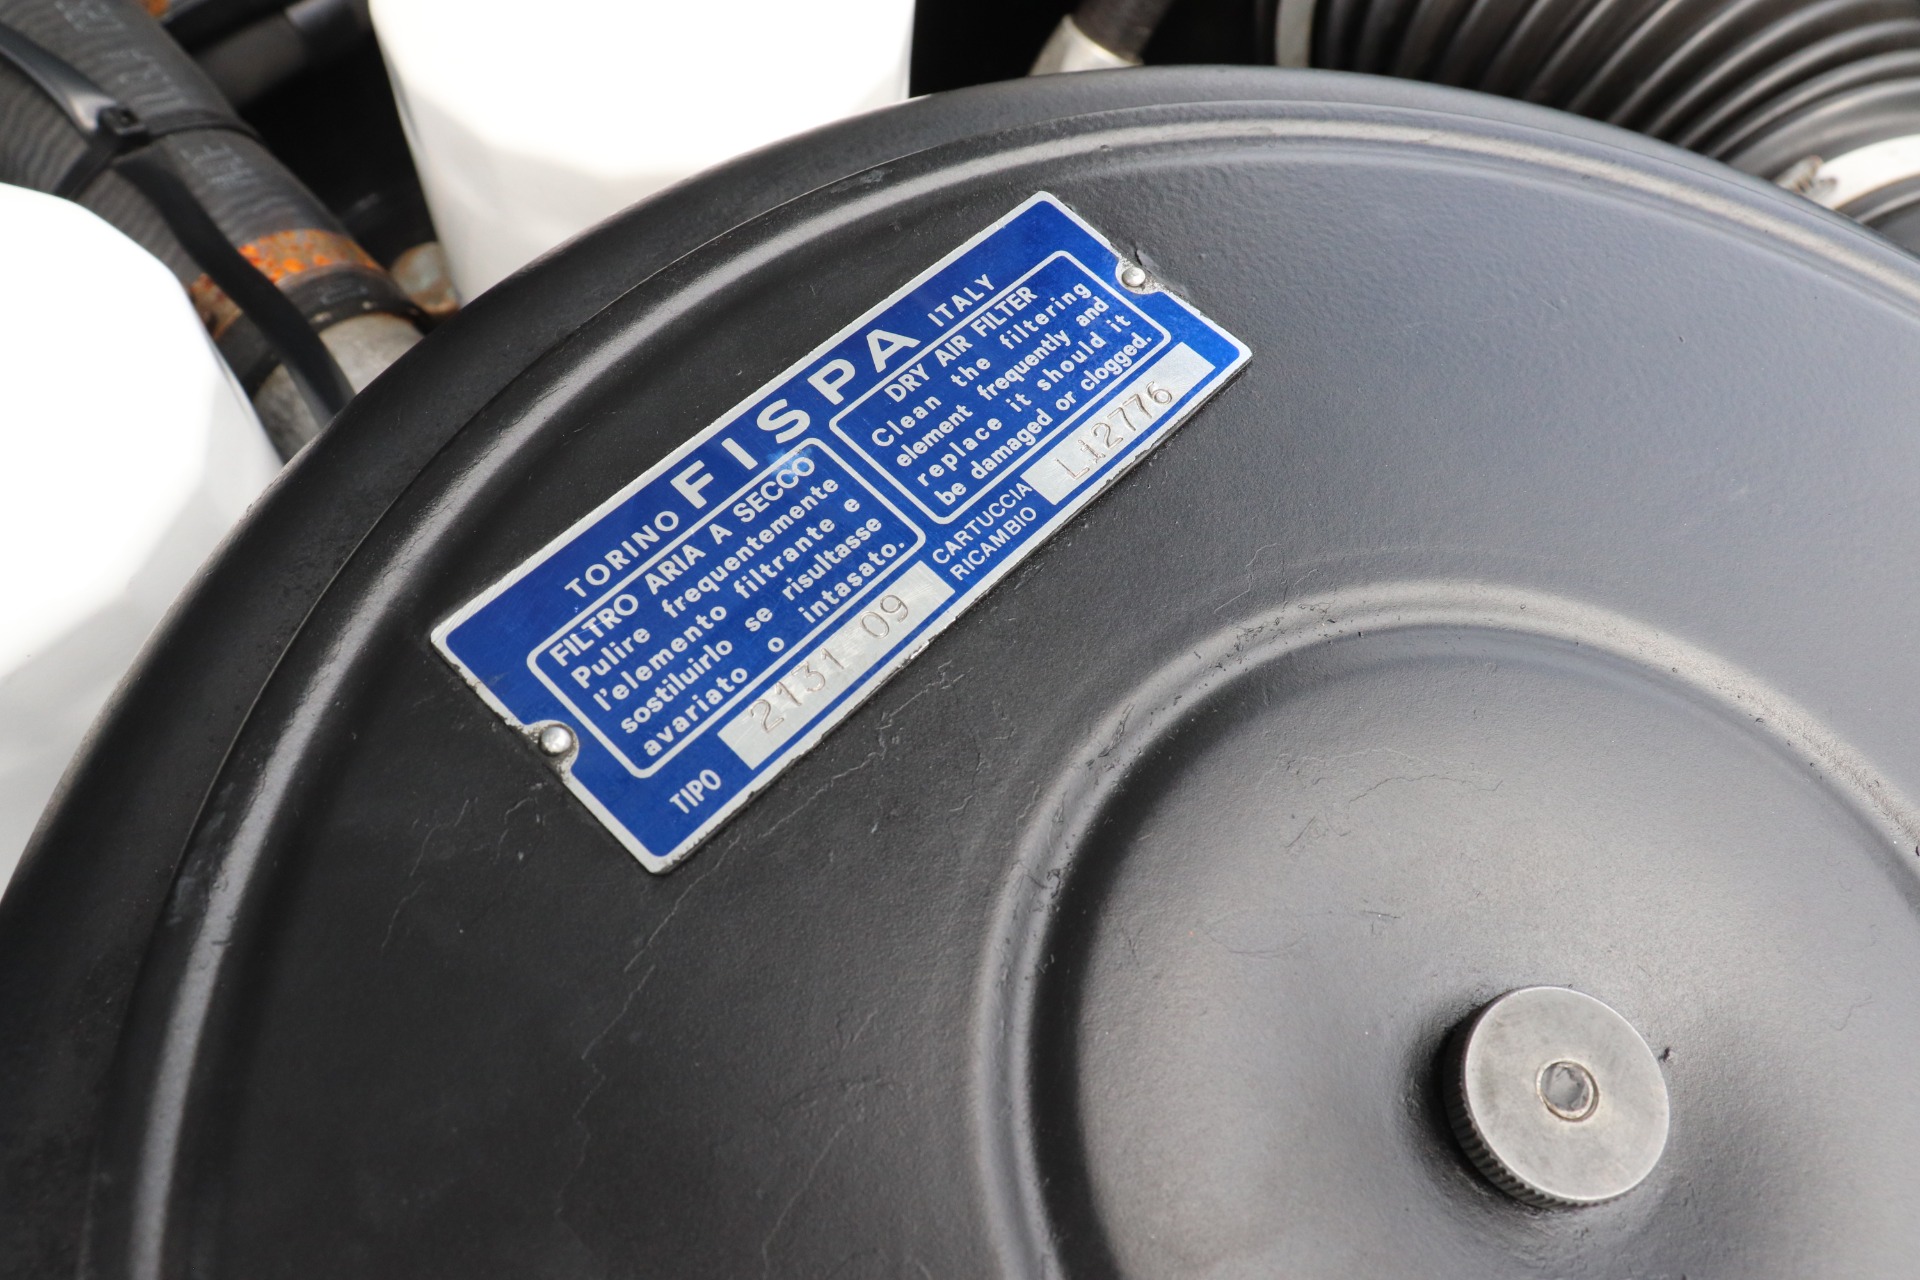 TORINO FISPA ITALY
FILTRO ARIA A SECCO
Pulire frequentemente
l'elemento filtrante e
sostituirlo se risultasse
avariato o intasato.
DRY AIR FILTER
Clean the filtering
element frequently and
replace it should it
be damaged or clogged.
TIPO 2131 09
CARTUCCIA
RICAMBIO L12776